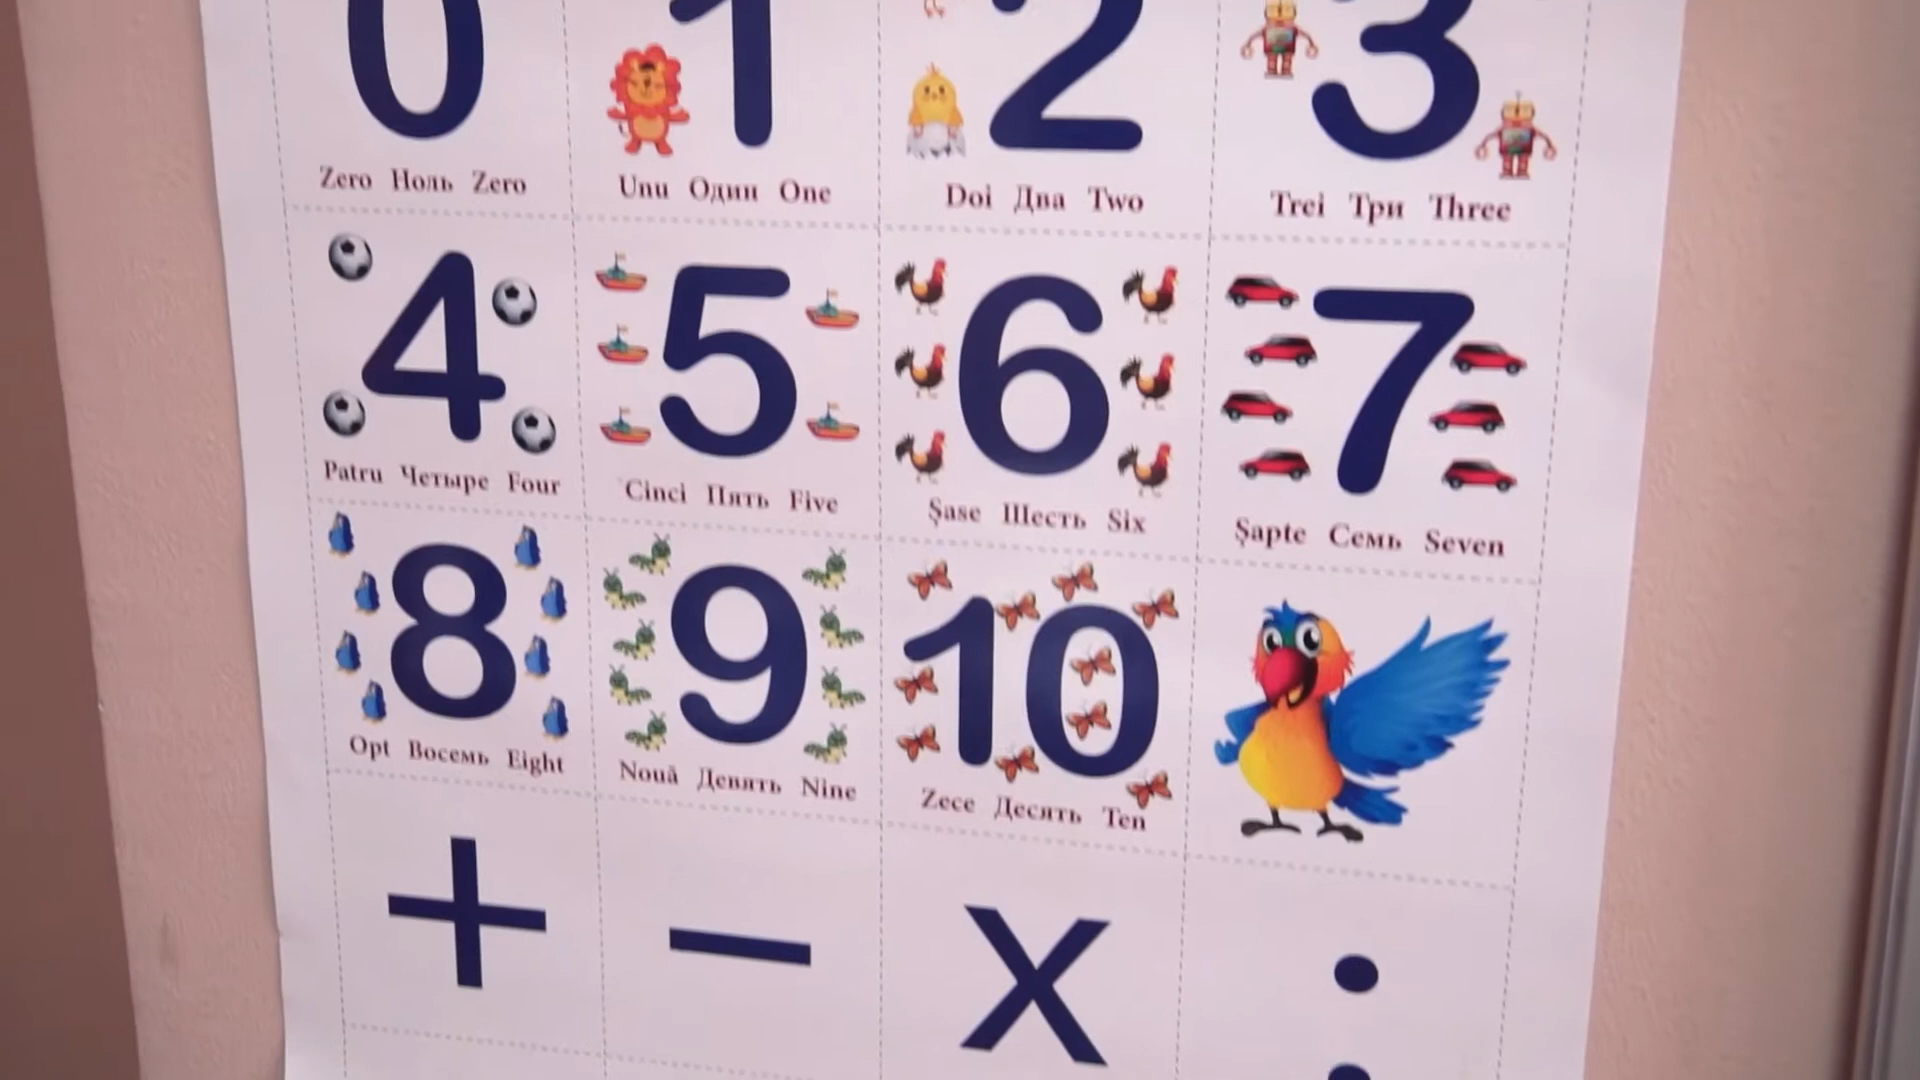 0 1 2 3
Zero Ноль Zero
Unu Один One
Doi Два Two
Trei Три Three
4 5 6 7
Patru Четыре Four
Cinci Пять Five
Șase Шесть Six
Șapte Семь Seven
8 9 10
Opt Восемь Eight
Nouă Девять Nine
Zece Десять Ten
+ − x :